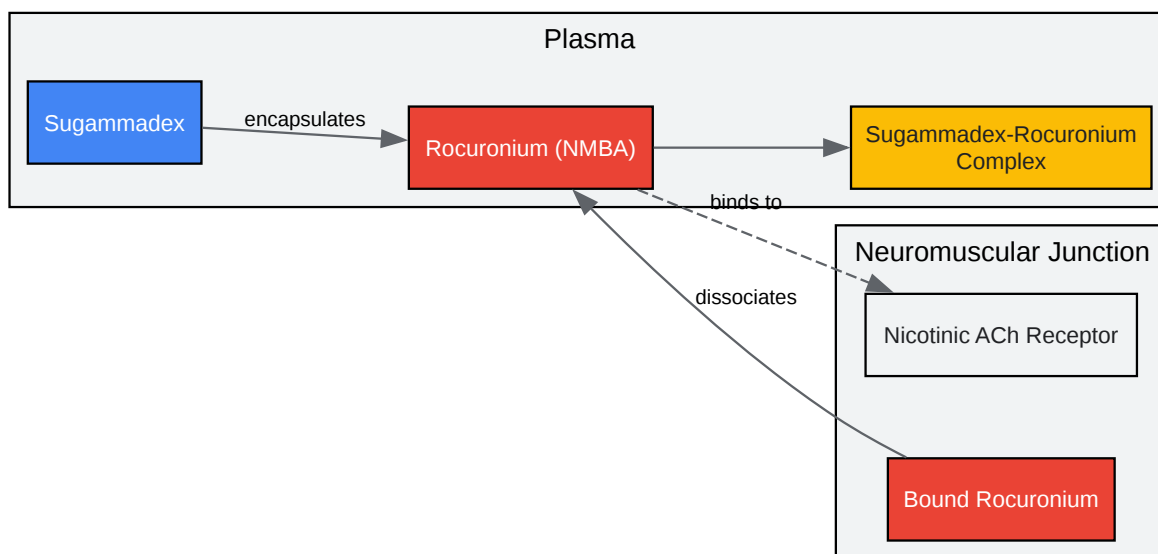 Plasma
Sugammadex
encapsulates
Rocuronium (NMBA)
Sugammadex-Rocuronium
Complex
binds to
Neuromuscular Junction
dissociates
Nicotinic ACh Receptor
Bound Rocuronium